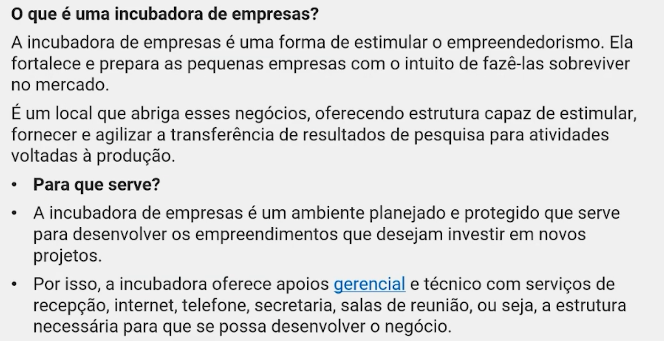 O que é uma incubadora de empresas?
A incubadora de empresas é uma forma de estimular o empreendedorismo. Ela
fortalece e prepara as pequenas empresas com o intuito de fazê-las sobreviver
no mercado.
É um local que abriga esses negócios, oferecendo estrutura capaz de estimular,
fornecer e agilizar a transferência de resultados de pesquisa para atividades
voltadas à produção.
• Para que serve?
• A incubadora de empresas é um ambiente planejado e protegido que serve
para desenvolver os empreendimentos que desejam investir em novos
projetos.
• Por isso, a incubadora oferece apoios gerencial e técnico com serviços de
recepção, internet, telefone, secretaria, salas de reunião, ou seja, a estrutura
necessária para que se possa desenvolver o negócio.